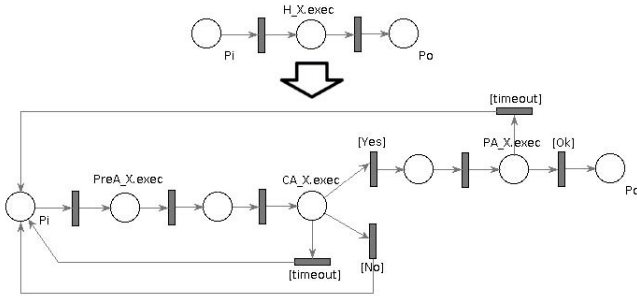 H_X.exec
Pi
Po
[timeout]
[Yes]
PA_X.exec
[Ok]
PreA_X.exec
CA_X.exec
Pi
Po
[No]
[timeout]